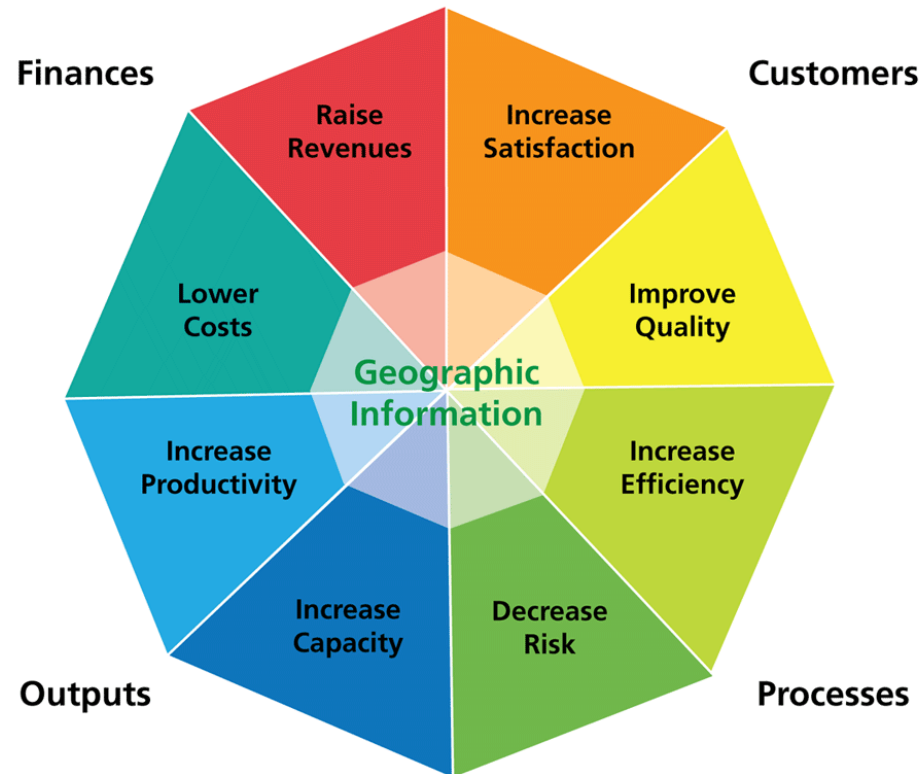 Finances
Customers
Raise
Revenues
Increase
Satisfaction
Lower
Costs
Improve
Quality
Geographic
Information
Increase
Productivity
Increase
Efficiency
Increase
Capacity
Decrease
Risk
Outputs
Processes